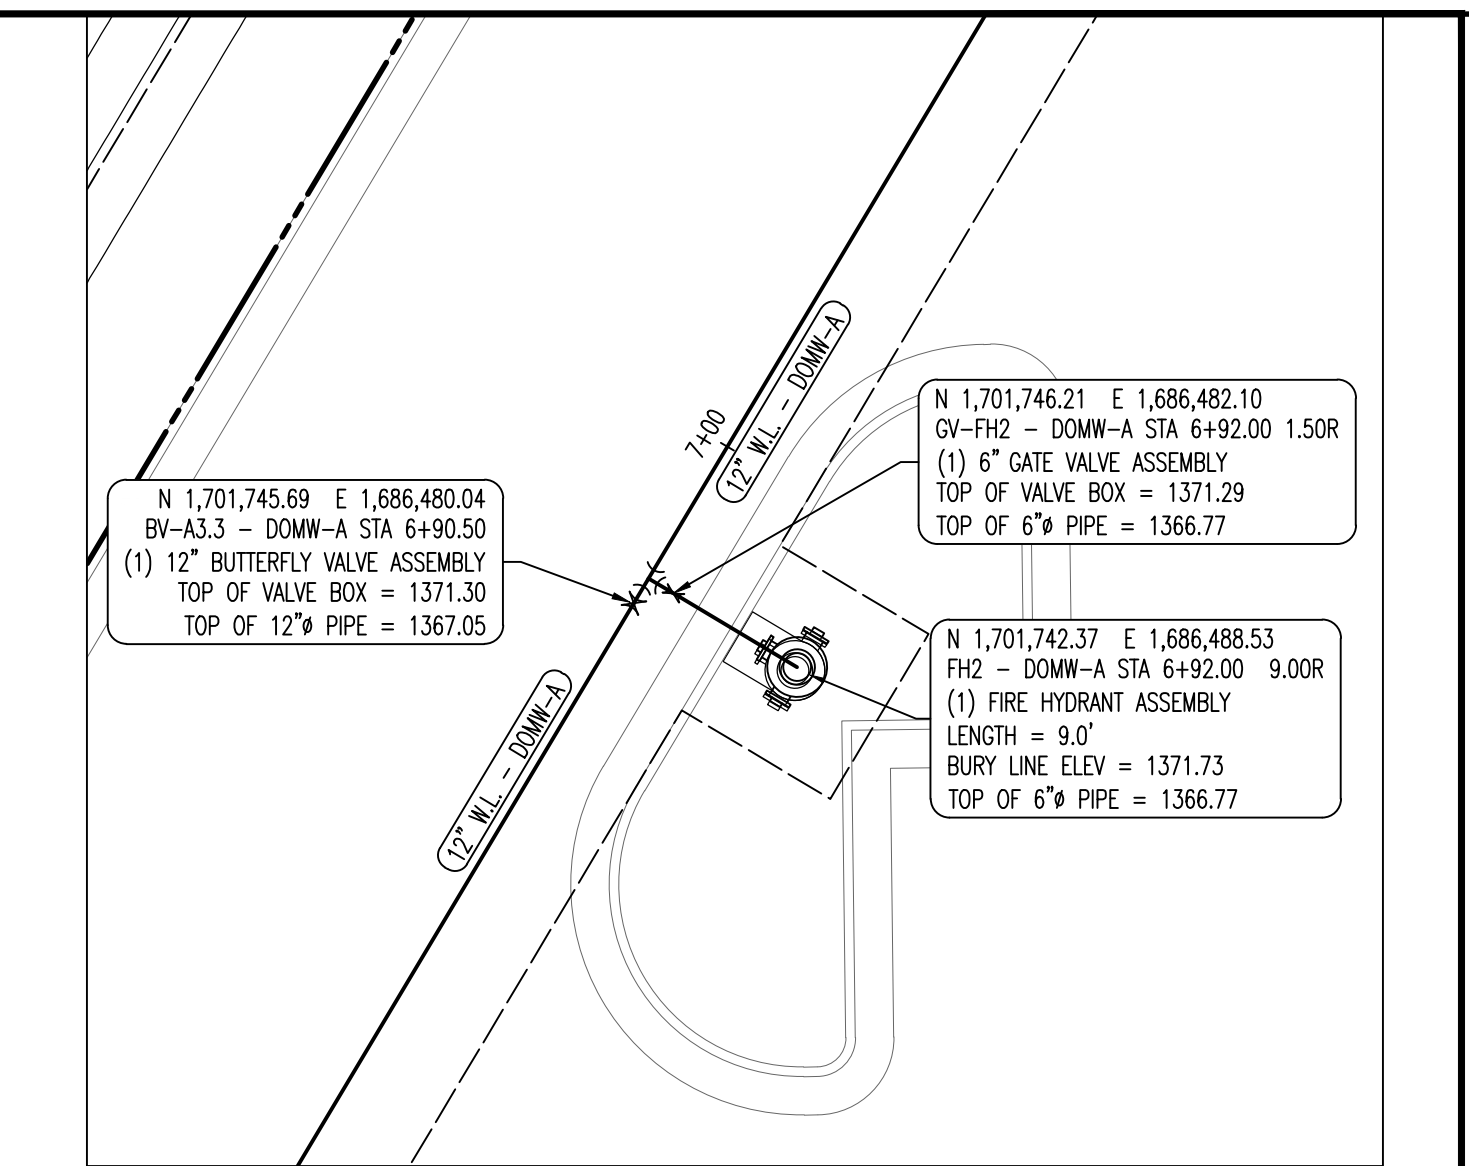 12” W.L. - DOMW-A
7+00
N 1,701,746.21 E 1,686,482.10
GV-FH2 - DOMW-A STA 6+92.00 1.50R
(1) 6” GATE VALVE ASSEMBLY
TOP OF VALVE BOX = 1371.29
TOP OF 6”ø PIPE = 1366.77
N 1,701,745.69 E 1,686,480.04
BV-A3.3 - DOMW-A STA 6+90.50
(1) 12” BUTTERFLY VALVE ASSEMBLY
TOP OF VALVE BOX = 1371.30
TOP OF 12”ø PIPE = 1367.05
N 1,701,742.37 E 1,686,488.53
FH2 - DOMW-A STA 6+92.00 9.00R
(1) FIRE HYDRANT ASSEMBLY
LENGTH = 9.0'
BURY LINE ELEV = 1371.73
TOP OF 6”ø PIPE = 1366.77
12” W.L. - DOMW-A